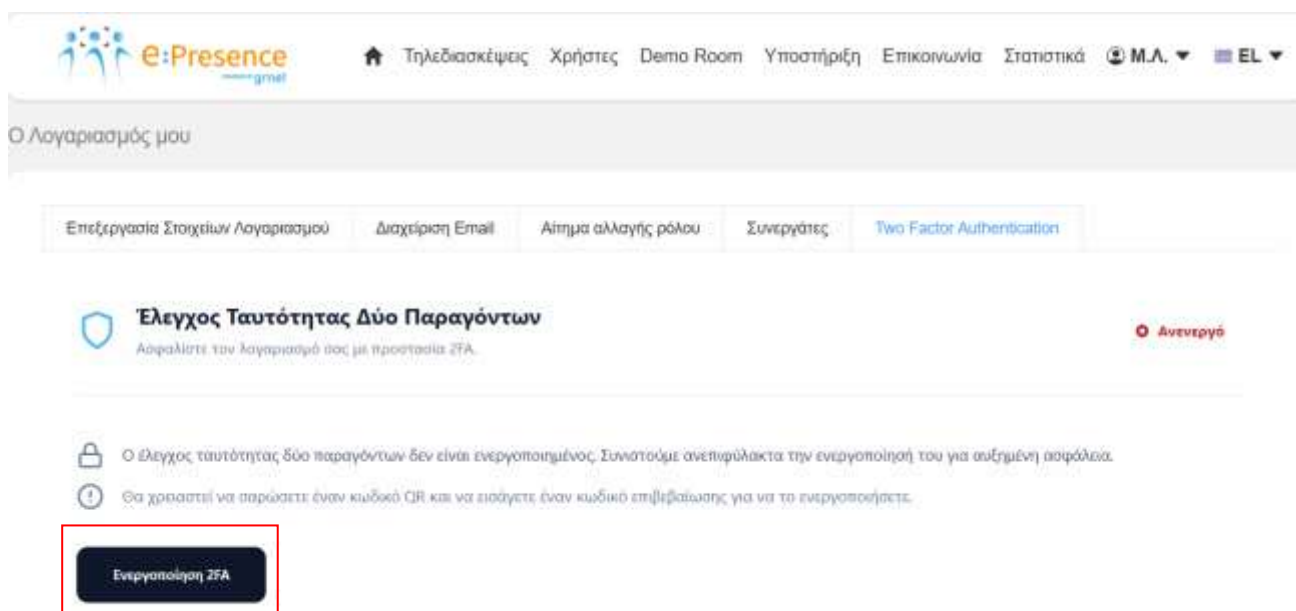 e:Presence
grnet
Τηλεδιασκέψεις Χρήστες Demo Room Υποστήριξη Επικοινωνία Στατιστικά Μ.Λ. EL
Ο Λογαριασμός μου
Επεξεργασία Στοιχείων Λογαριασμού Διαχείριση Email Αίτημα αλλαγής ρόλου Συνεργάτες Two Factor Authentication
Έλεγχος Ταυτότητας Δύο Παραγόντων
Ανενεργό
Ασφαλίστε τον λογαριασμό σας με προστασία 2FA.
Ο έλεγχος ταυτότητας δύο παραγόντων δεν είναι ενεργοποιημένος. Συνιστούμε ανεπιφύλακτα την ενεργοποίησή του για αυξημένη ασφάλεια.
Θα χρειαστεί να σαρώσετε έναν κωδικό QR και να εισάγετε έναν κωδικό επιβεβαίωσης για να το ενεργοποιήσετε.
Ενεργοποίηση 2FA